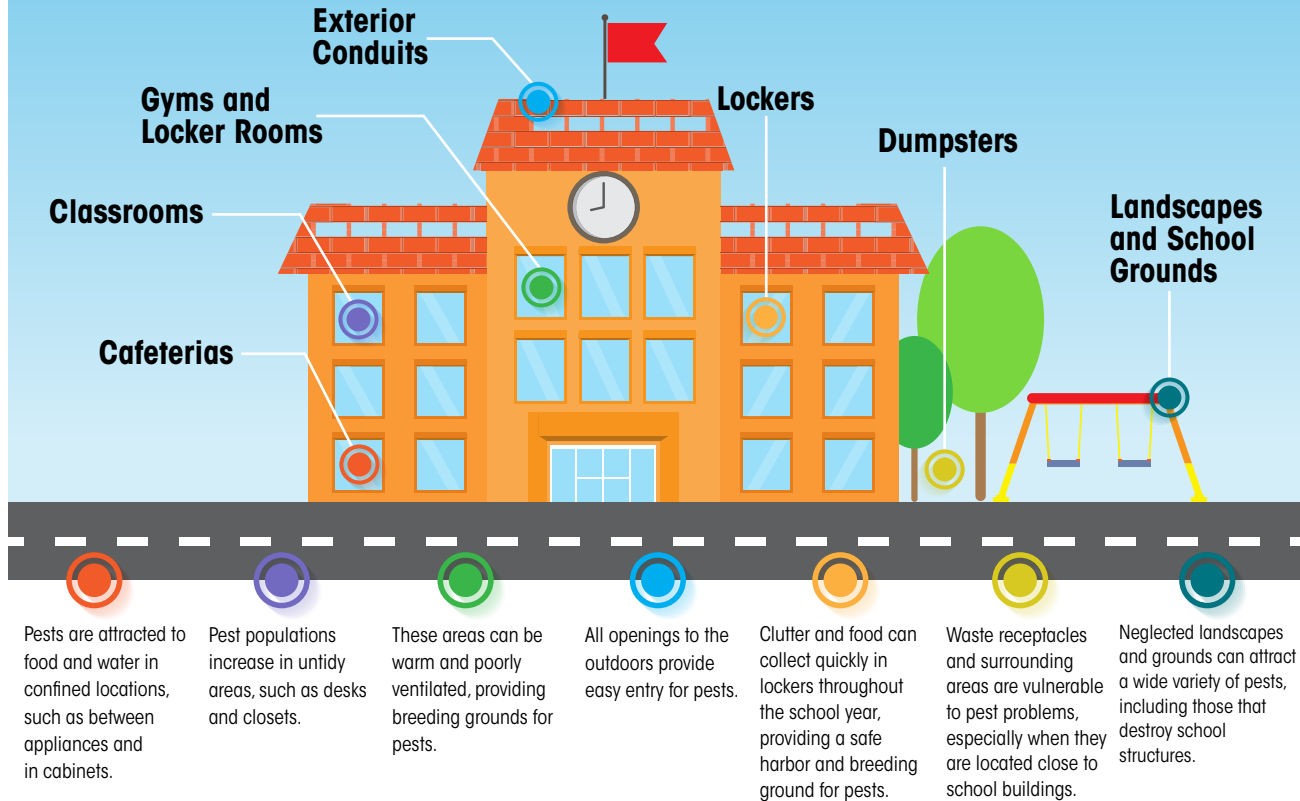 Exterior
Conduits
Gyms and
Locker Rooms
Lockers
Dumpsters
Classrooms
Landscapes
and School
Grounds
Cafeterias
Pests are attracted to
food and water in
confined locations,
such as between
appliances and
in cabinets.
Pest populations
increase in untidy
areas, such as desks
and closets.
These areas can be
warm and poorly
ventilated, providing
breeding grounds for
pests.
All openings to the
outdoors provide
easy entry for pests.
Clutter and food can
collect quickly in
lockers throughout
the school year,
providing a safe
harbor and breeding
ground for pests.
Waste receptacles
and surrounding
areas are vulnerable
to pest problems,
especially when they
are located close to
school buildings.
Neglected landscapes
and grounds can attract
a wide variety of pests,
including those that
destroy school
structures.